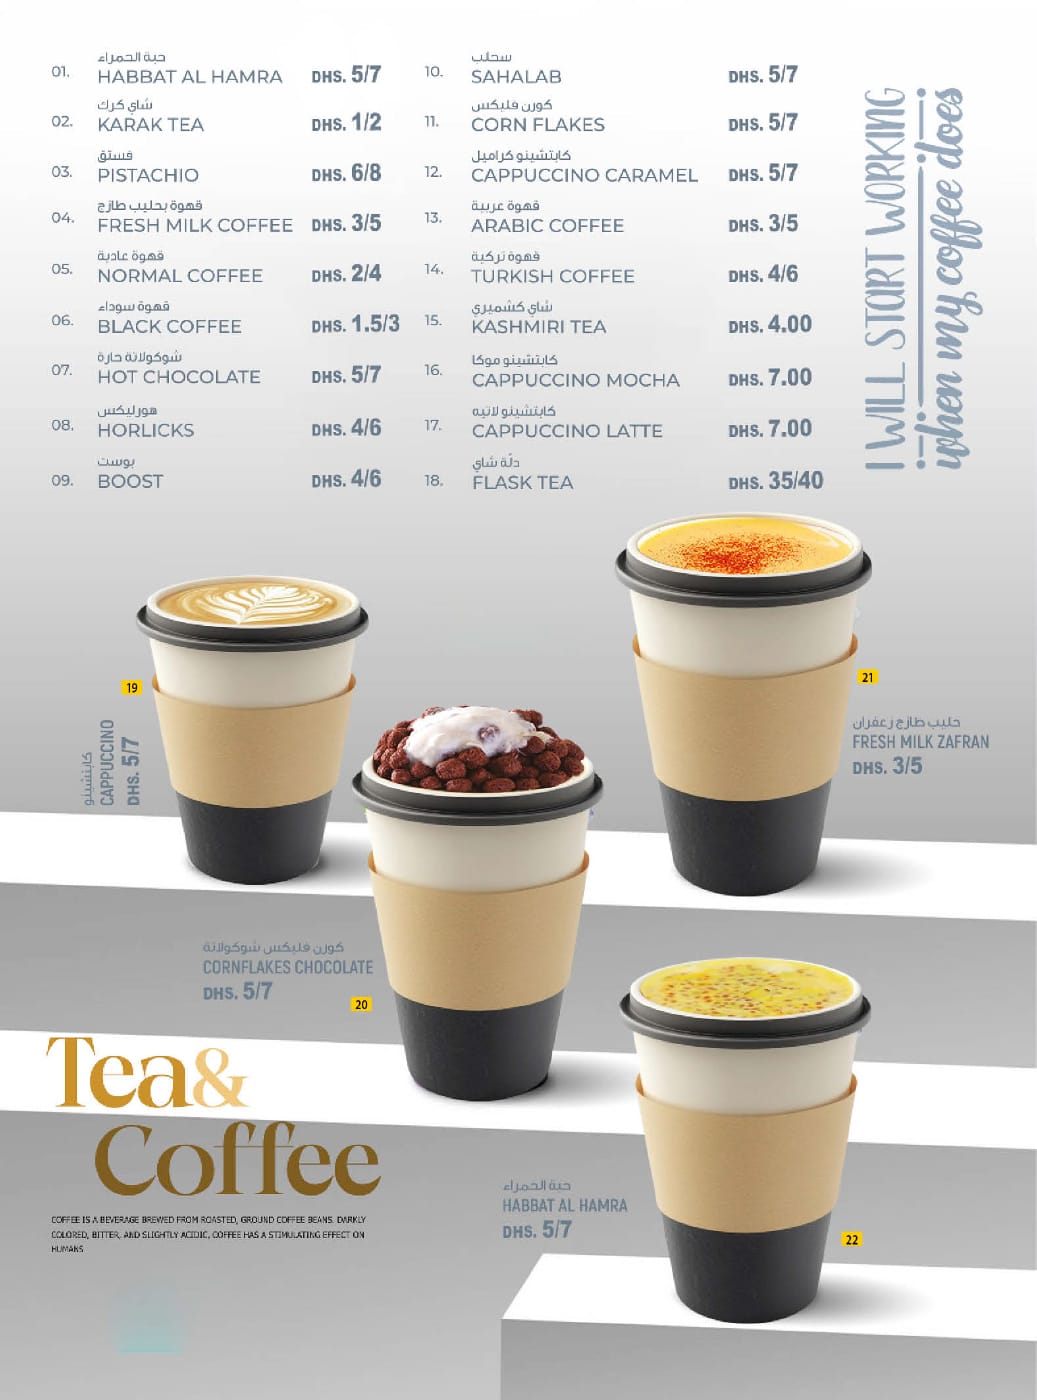 01.
حبة الحمراء
HABBAT AL HAMRA DHS. 5/7
02.
شاي كرك
KARAK TEA DHS. 1/2
03.
فستق
PISTACHIO DHS. 6/8
04.
قهوة بحليب طازج
FRESH MILK COFFEE DHS. 3/5
05.
قهوة عادية
NORMAL COFFEE DHS. 2/4
06.
قهوة سوداء
BLACK COFFEE DHS. 1.5/3
07.
شوكولاتة حارة
HOT CHOCOLATE DHS. 5/7
08.
هورليكس
HORLICKS DHS. 4/6
09.
بوست
BOOST DHS. 4/6
10.
سحلب
SAHALAB DHS. 5/7
11.
كورن فليكس
CORN FLAKES DHS. 5/7
12.
كابتشينو كراميل
CAPPUCCINO CARAMEL DHS. 5/7
13.
قهوة عربية
ARABIC COFFEE DHS. 3/5
14.
قهوة تركية
TURKISH COFFEE DHS. 4/6
15.
شاي كشميري
KASHMIRI TEA DHS. 4.00
16.
كابتشينو موكا
CAPPUCCINO MOCHA DHS. 7.00
17.
كابتشينو لاتيه
CAPPUCCINO LATTE DHS. 7.00
18.
دلّة شاي
FLASK TEA DHS. 35/40
I WILL START WORKING
when my coffee does
19
كابتشينو
CAPPUCCINO
DHS. 5/7
21
حليب طازج زعفران
FRESH MILK ZAFRAN
DHS. 3/5
كورن فليكس شوكولاتة
CORNFLAKES CHOCOLATE
DHS. 5/7
20
Tea&
Coffee
COFFEE IS A BEVERAGE BREWED FROM ROASTED, GROUND COFFEE BEANS. DARKLY
COLORED, BITTER, AND SLIGHTLY ACIDIC, COFFEE HAS A STIMULATING EFFECT ON
HUMANS
حبة الحمراء
HABBAT AL HAMRA
DHS. 5/7
22